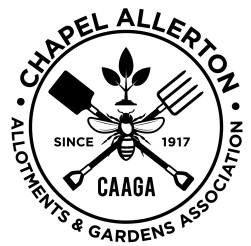 • CHAPEL ALLERTON •
ALLOTMENTS & GARDENS ASSOCIATION
SINCE 1917
CAAGA